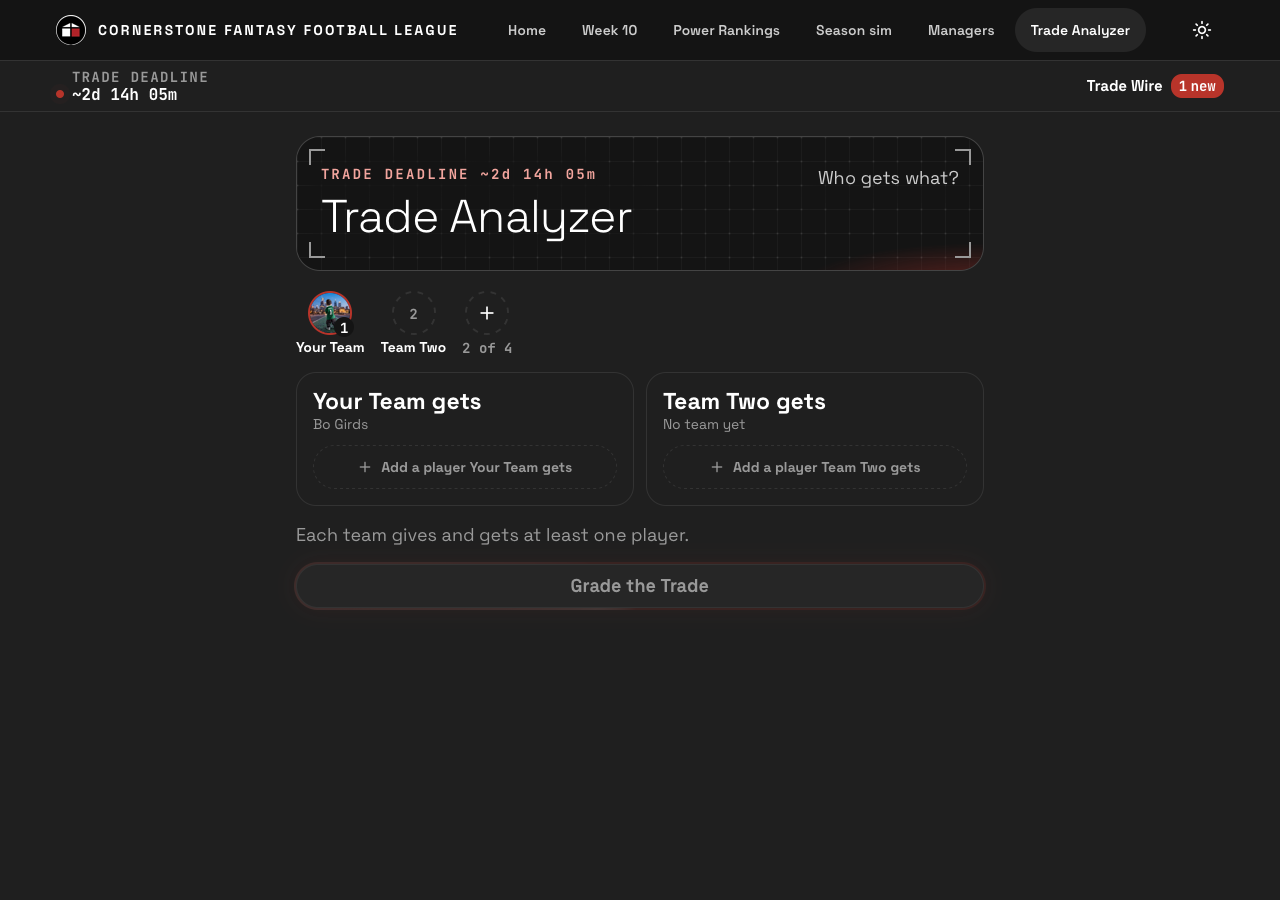 CORNERSTONE FANTASY FOOTBALL LEAGUE
Home
Week 10
Power Rankings
Season sim
Managers
Trade Analyzer
TRADE DEADLINE
~2d 14h 05m
Trade Wire
1 new
TRADE DEADLINE ~2d 14h 05m
Who gets what?
Trade Analyzer
1
2
Your Team
Team Two
2 of 4
Your Team gets
Bo Girds
+ Add a player Your Team gets
Team Two gets
No team yet
+ Add a player Team Two gets
Each team gives and gets at least one player.
Grade the Trade